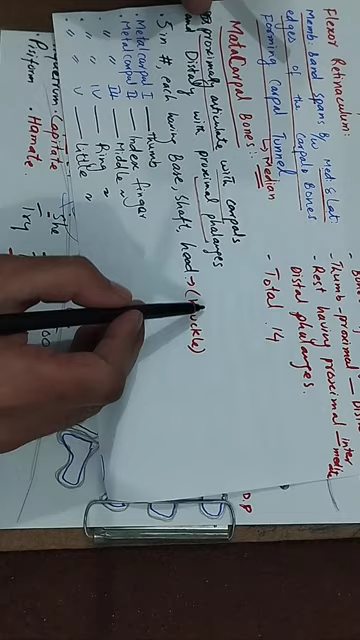 Flexor Retinaculum:
Memb: band spans B/w Med: & Lat:
edges of the Carpal Bones
Forming Carpal Tunnel
↳ Median
MetaCarpal Bones:
proximaly articulate with carpals
and Distaly with proximal phalanges
· 5 in # each having Base, Shaft, head → (knuckle)
· Metacarpal I — Thumb
· Metacarpal II — Index finger
" III — Middle "
" IV — Ring "
" V — Little "
- Thumb - proximal - Dista
- Rest having proximal - inter
Distal phalanges.
- Total : 14
Capitate
Pisiform · Hamate.
D.P